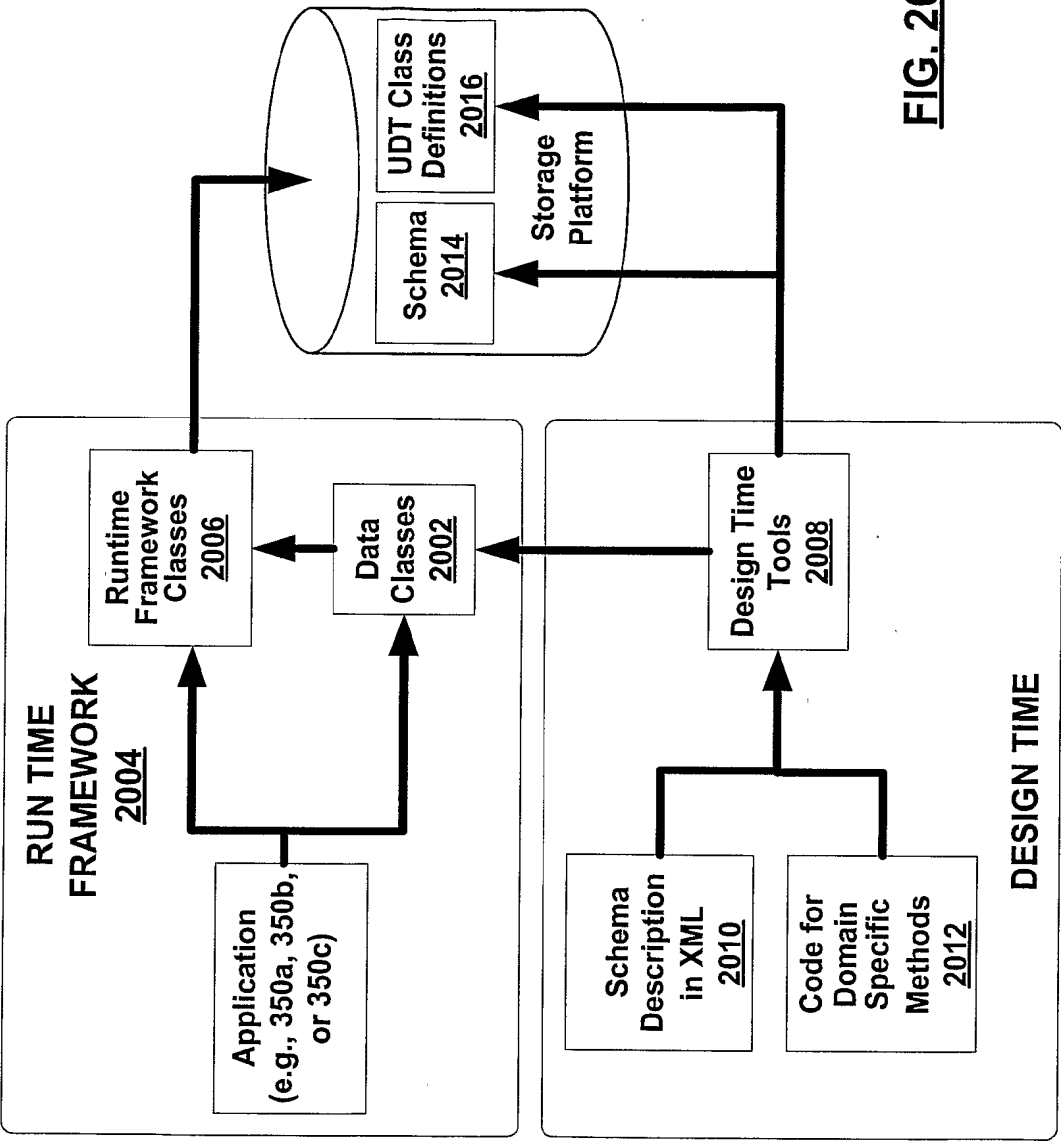 RUN TIME
FRAMEWORK
2004
Application
(e.g., 350a, 350b,
or 350c)
Runtime
Framework
Classes
2006
Data
Classes
2002
Schema
2014
UDT Class
Definitions
2016
Storage
Platform
Schema
Description
in XML
2010
Code for
Domain
Specific
Methods
2012
Design Time
Tools
2008
DESIGN TIME